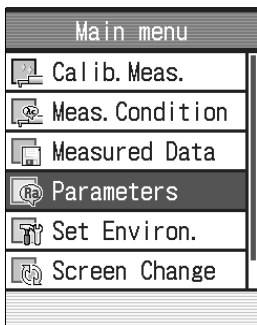 Main menu
Calib. Meas.
Meas. Condition
Measured Data
Parameters
Set Environ.
Screen Change